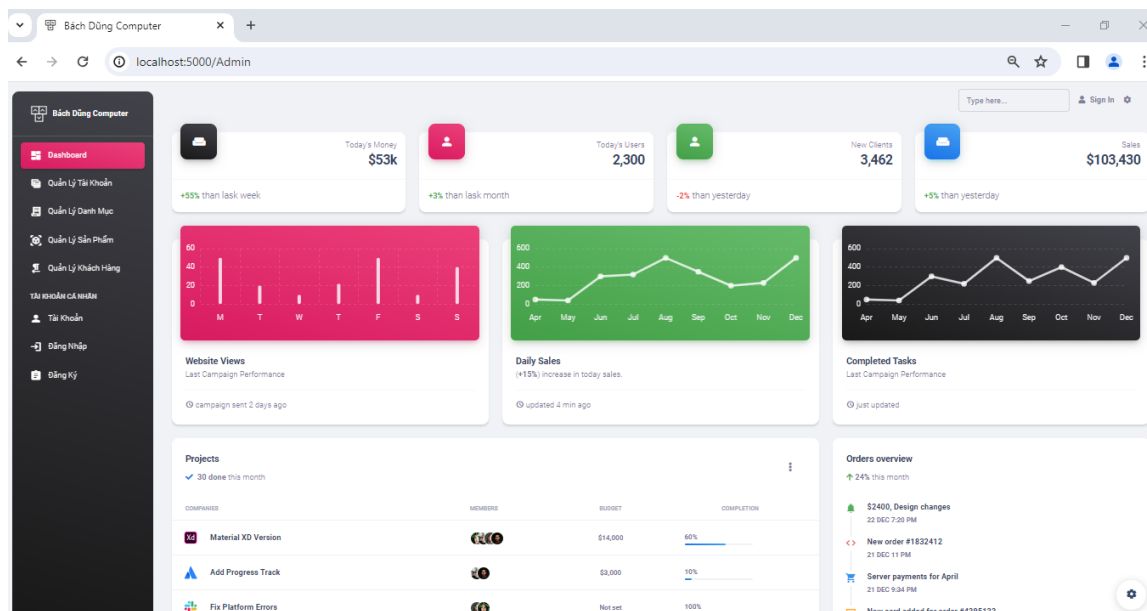 Bách Dũng Computer
localhost:5000/Admin
Bách Dũng Computer
Dashboard
Quản Lý Tài Khoản
Quản Lý Danh Mục
Quản Lý Sản Phẩm
Quản Lý Khách Hàng
TÀI KHOẢN CÁ NHÂN
Tài Khoản
Đăng Nhập
Đăng Ký
Type here...
Sign In
Today's Money
$53k
+55% than lask week
Today's Users
2,300
+3% than lask month
New Clients
3,462
-2% than yesterday
Sales
$103,430
+5% than yesterday
60
40
20
0
M T W T F S S
Website Views
Last Campaign Performance
campaign sent 2 days ago
600
400
200
0
Apr May Jun Jul Aug Sep Oct Nov Dec
Daily Sales
(+15%) increase in today sales.
updated 4 min ago
600
400
200
0
Apr May Jun Jul Aug Sep Oct Nov Dec
Completed Tasks
Last Campaign Performance
just updated
Projects
30 done this month
COMPANIES MEMBERS BUDGET COMPLETION
Xd Material XD Version $14,000 60%
Add Progress Track $3,000 10%
Fix Platform Errors Not set 100%
Orders overview
24% this month
$2400, Design changes
22 DEC 7:20 PM
New order #1832412
21 DEC 11 PM
Server payments for April
21 DEC 9:34 PM
New card added for order #4395133